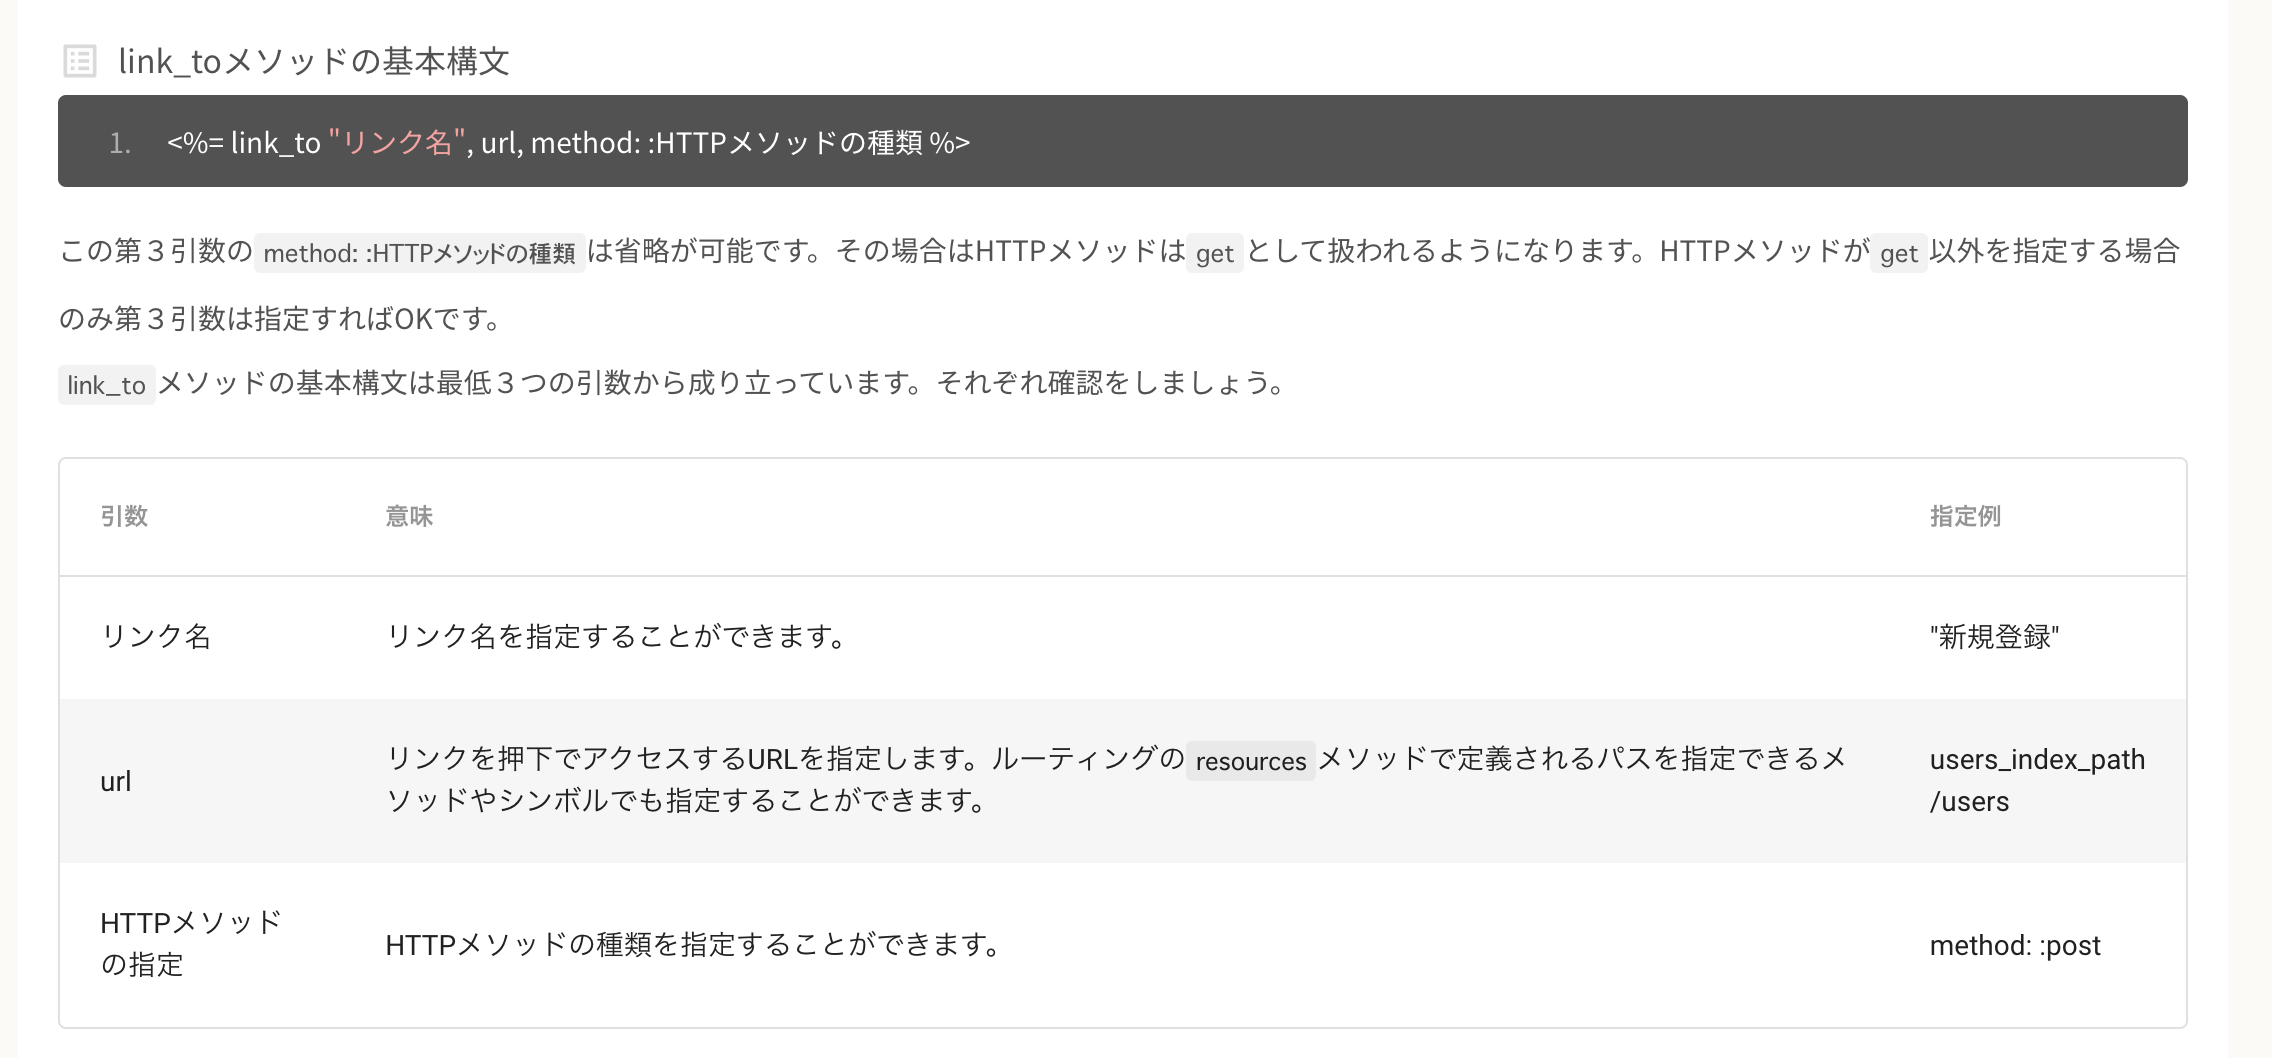 link_toメソッドの基本構文
1. <%= link_to "リンク名", url, method: :HTTPメソッドの種類 %>
この第３引数の method: :HTTPメソッドの種類 は省略が可能です。その場合はHTTPメソッドは get として扱われるようになります。HTTPメソッドが get 以外を指定する場合
のみ第３引数は指定すればOKです。
link_to メソッドの基本構文は最低３つの引数から成り立っています。それぞれ確認をしましょう。
引数 意味 指定例
リンク名 リンク名を指定することができます。 "新規登録"
url リンクを押下でアクセスするURLを指定します。ルーティングの resources メソッドで定義されるパスを指定できるメ
ソッドやシンボルでも指定することができます。 users_index_path
/users
HTTPメソッド
の指定 HTTPメソッドの種類を指定することができます。 method: :post